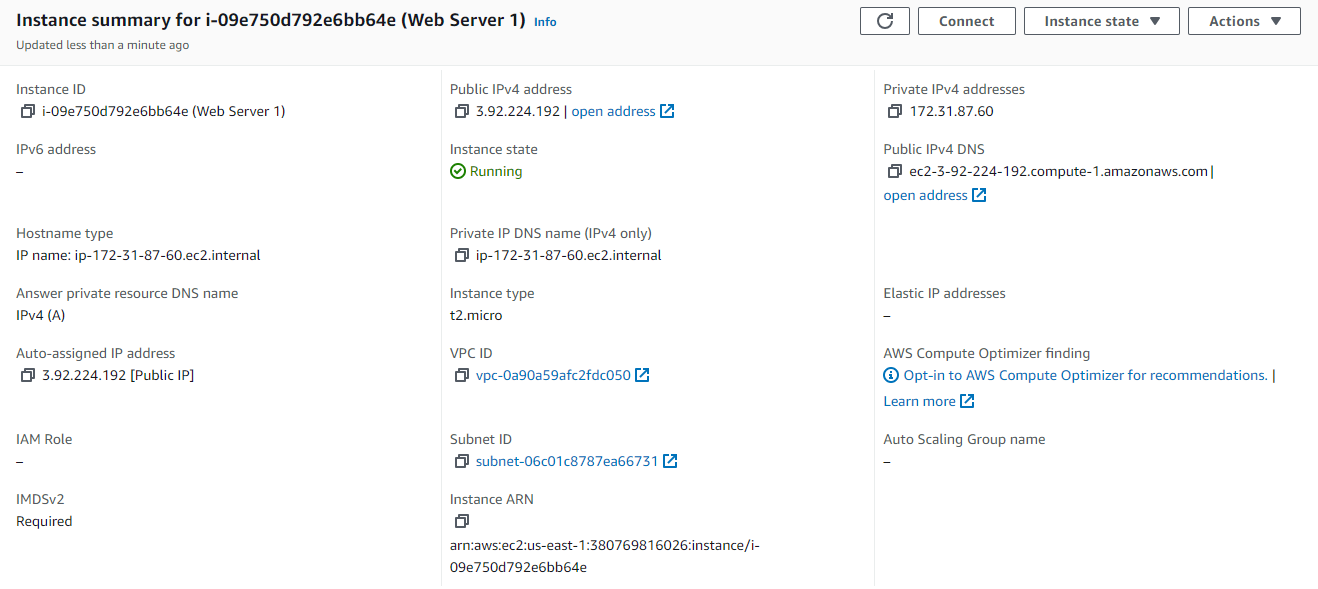 Instance summary for i-09e750d792e6bb64e (Web Server 1) Info
Updated less than a minute ago
Connect
Instance state
Actions
Instance ID
i-09e750d792e6bb64e (Web Server 1)
Public IPv4 address
3.92.224.192 | open address
Private IPv4 addresses
172.31.87.60
IPv6 address
–
Instance state
Running
Public IPv4 DNS
ec2-3-92-224-192.compute-1.amazonaws.com |
open address
Hostname type
IP name: ip-172-31-87-60.ec2.internal
Private IP DNS name (IPv4 only)
ip-172-31-87-60.ec2.internal
Answer private resource DNS name
IPv4 (A)
Instance type
t2.micro
Elastic IP addresses
–
Auto-assigned IP address
3.92.224.192 [Public IP]
VPC ID
vpc-0a90a59afc2fdc050
AWS Compute Optimizer finding
Opt-in to AWS Compute Optimizer for recommendations. |
Learn more
IAM Role
–
Subnet ID
subnet-06c01c8787ea66731
Auto Scaling Group name
–
IMDSv2
Required
Instance ARN
arn:aws:ec2:us-east-1:380769816026:instance/i-
09e750d792e6bb64e